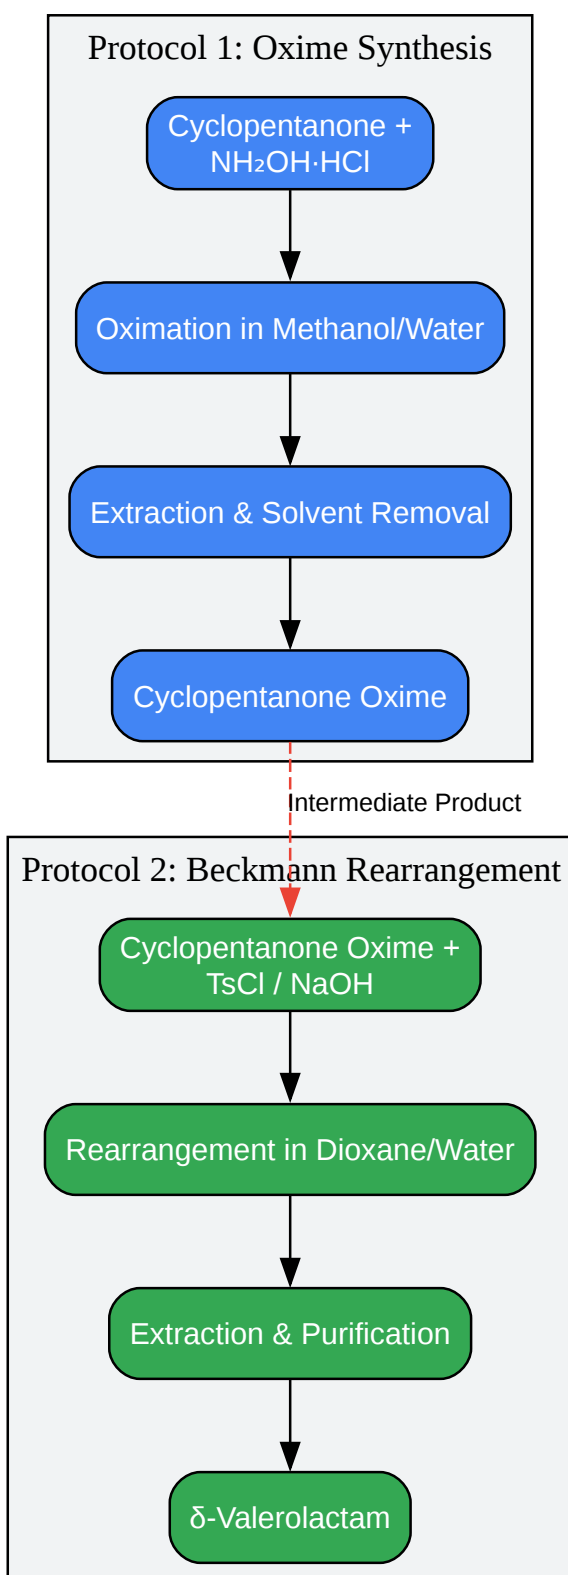 Protocol 1: Oxime Synthesis
Cyclopentanone +
NH₂OH·HCl
Oximation in Methanol/Water
Extraction & Solvent Removal
Cyclopentanone Oxime
Intermediate Product
Protocol 2: Beckmann Rearrangement
Cyclopentanone Oxime +
TsCl / NaOH
Rearrangement in Dioxane/Water
Extraction & Purification
δ-Valerolactam